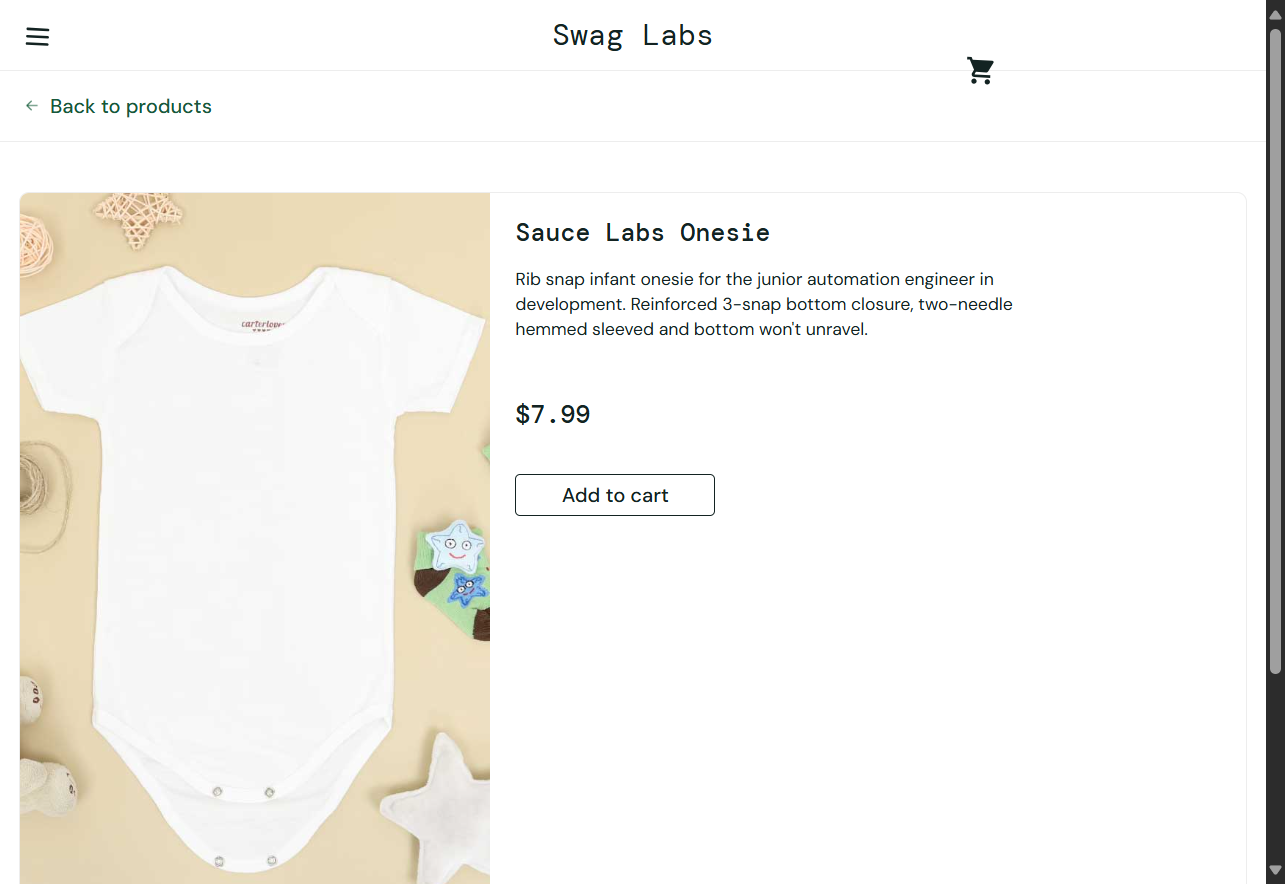 Swag Labs
Back to products
Sauce Labs Onesie
Rib snap infant onesie for the junior automation engineer in
development. Reinforced 3-snap bottom closure, two-needle
hemmed sleeved and bottom won't unravel.
$7.99
Add to cart